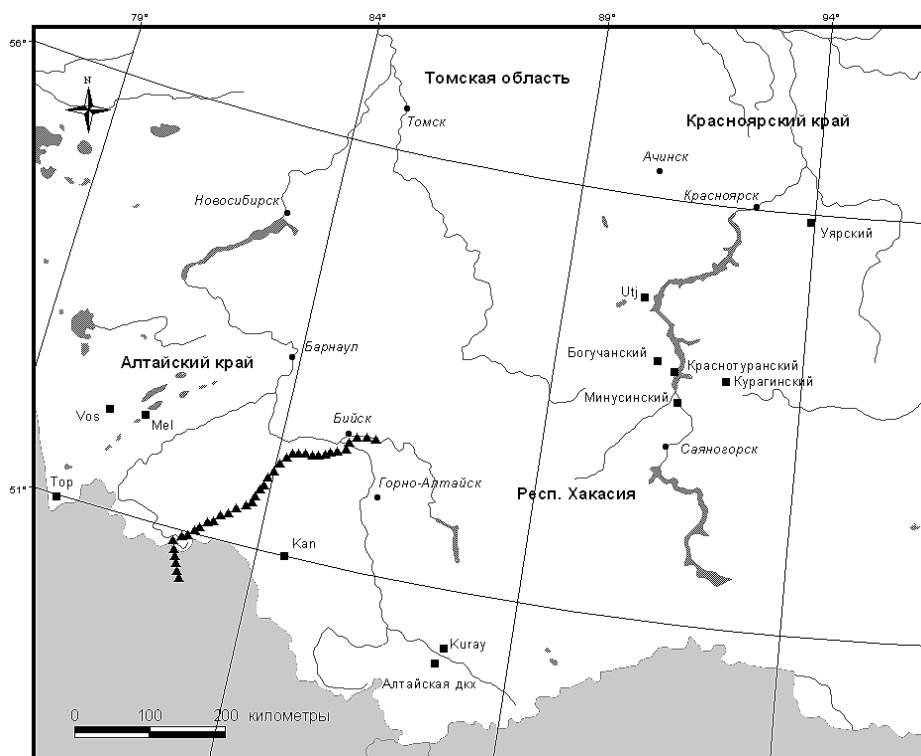 79°
84°
89°
94°
56°
Томская область
N
Томск
Красноярский край
Ачинск
Красноярск
Новосибирск
Уярский
Utj
Барнаул
Богучанский
Алтайский край
Краснотуранский
Курагинский
Минусинский
Vos
Mel
Бийск
Саяногорск
Top
51°
Горно-Алтайск
Респ. Хакасия
Kan
Kuray
Алтайская дкх
0 100 200 километры